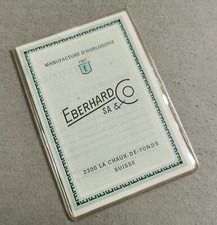 MANUFACTURE D'HORLOGERIE
1887
E
EBERHARD & CO
SA
2300 LA CHAUX-DE-FONDS
SUISSE